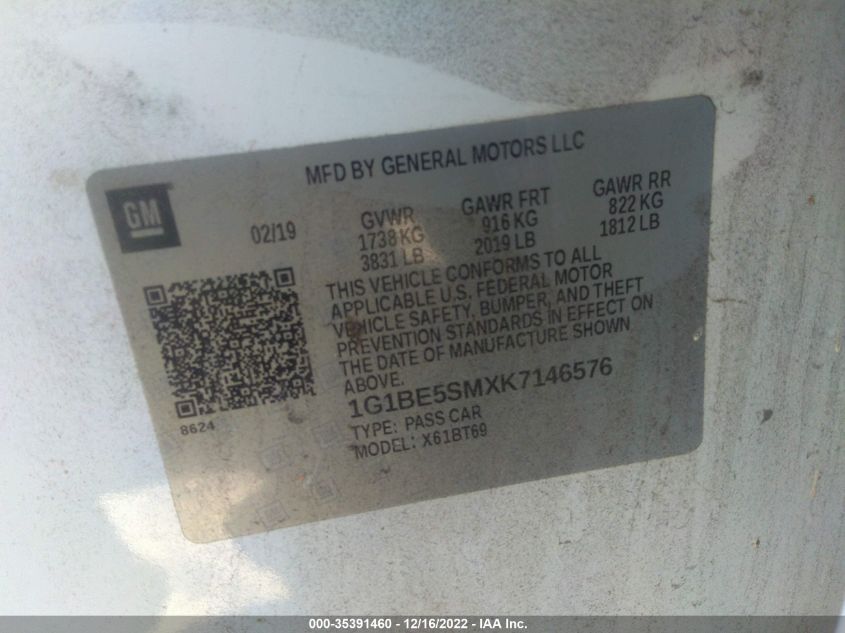 MFD BY GENERAL MOTORS LLC
GM
02/19
GVWR
1738 KG
3831 LB
GAWR FRT
916 KG
2019 LB
GAWR RR
822 KG
1812 LB
THIS VEHICLE CONFORMS TO ALL
APPLICABLE U.S. FEDERAL MOTOR
VEHICLE SAFETY, BUMPER, AND THEFT
PREVENTION STANDARDS IN EFFECT ON
THE DATE OF MANUFACTURE SHOWN
ABOVE.
1G1BE5SMXK7146576
TYPE: PASS CAR
MODEL: X61BT69
8624
000-35391460 - 12/16/2022 - IAA Inc.